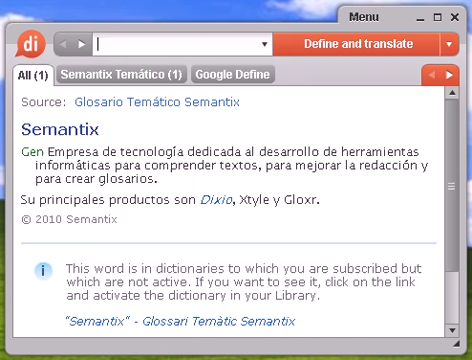 Menu
di
Define and translate
All (1) Semantix Temático (1) Google Define
Source: Glosario Temático Semantix
Semantix
Gen Empresa de tecnología dedicada al desarrollo de herramientas
informáticas para comprender textos, para mejorar la redacción y
para crear glosarios.
Su principales productos son Dixio, Xtyle y Gloxr.
© 2010 Semantix
i
This word is in dictionaries to which you are subscribed but
which are not active. If you want to see it, click on the link
and activate the dictionary in your Library.
"Semantix" - Glossari Temàtic Semantix